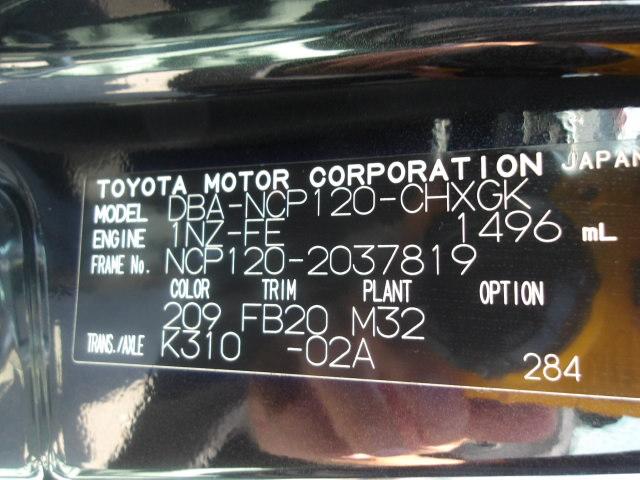 TOYOTA MOTOR CORPORATION JAPAN
MODEL DBA-NCP120-CHXGK
ENGINE 1NZ-FE 1496 mL
FRAME No. NCP120-2037819
COLOR TRIM PLANT OPTION
209 FB20 M32
TRANS./AXLE K310 -02A
284